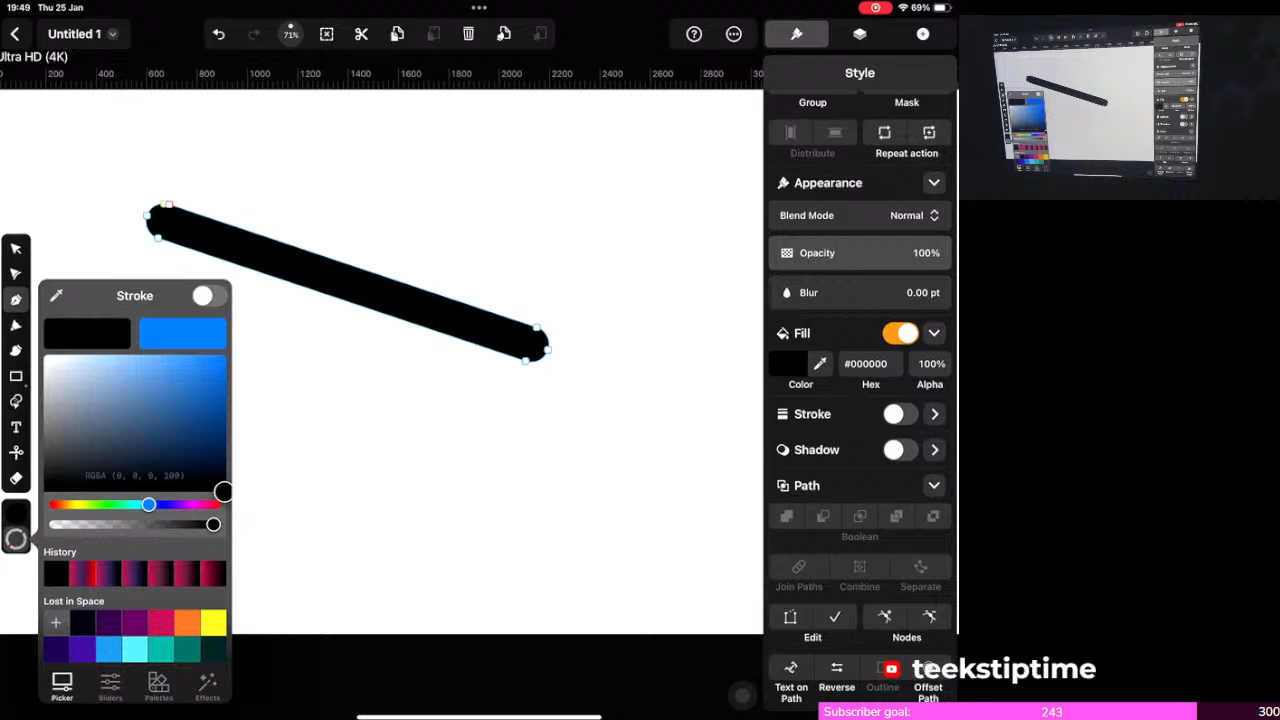 19:49 Thu 25 Jan
69%
Untitled 1
71%
Ultra HD (4K)
200 400 600 800 1000 1200 1400 1600 1800 2000 2200 2400 2600 2800
Style
Group Mask
Distribute Repeat action
Appearance
Blend Mode Normal
Opacity 100%
Blur 0.00 pt
Fill
#000000 100%
Color Hex Alpha
Stroke
Shadow
Path
Boolean
Join Paths Combine Separate
Edit Nodes
Text on Path Reverse Outline Offset Path
Stroke
RGBA (0, 0, 0, 100)
History
Lost in Space
Picker Sliders Palettes Effects
teekstiptime
Subscriber goal: 243 300